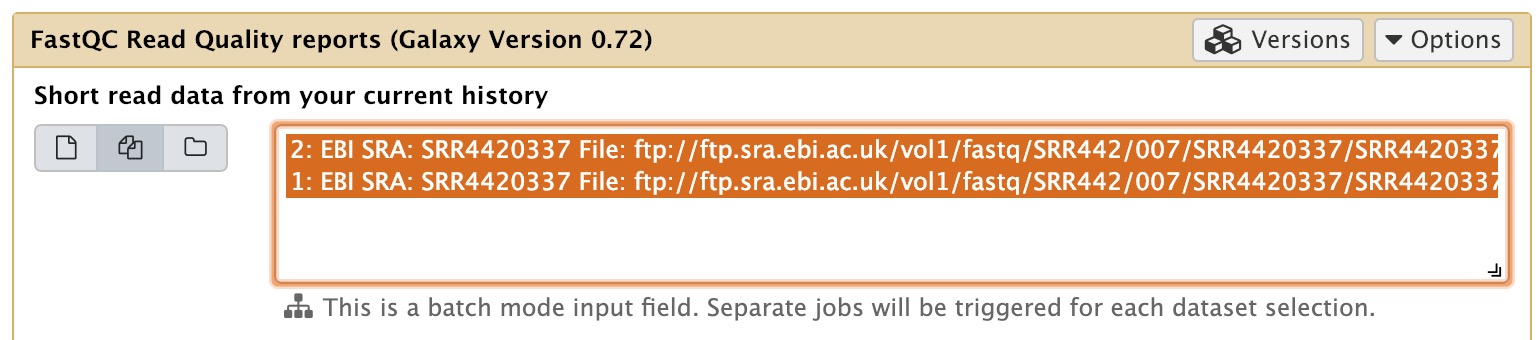 FastQC Read Quality reports (Galaxy Version 0.72)
Versions
Options
Short read data from your current history
2: EBI SRA: SRR4420337 File: ftp://ftp.sra.ebi.ac.uk/vol1/fastq/SRR442/007/SRR4420337/SRR4420337
1: EBI SRA: SRR4420337 File: ftp://ftp.sra.ebi.ac.uk/vol1/fastq/SRR442/007/SRR4420337/SRR4420337
This is a batch mode input field. Separate jobs will be triggered for each dataset selection.